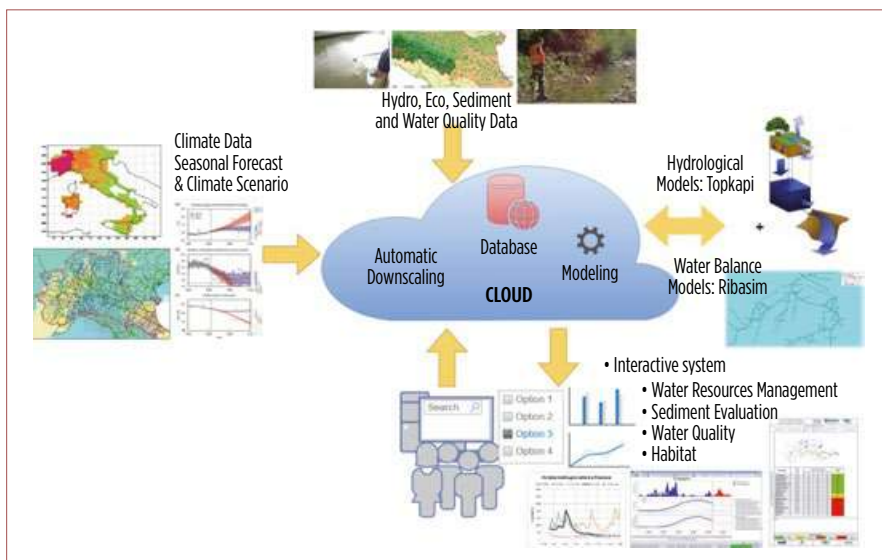 Hydro, Eco, Sediment
and Water Quality Data
Climate Data
Seasonal Forecast
& Climate Scenario
Hydrological
Models: Topkapi
+
Automatic
Downscaling
Database
Modeling
CLOUD
Water Balance
Models: Ribasim
• Interactive system
• Water Resources Management
• Sediment Evaluation
• Water Quality
• Habitat
Search
Option 1
Option 2
Option 3
Option 4